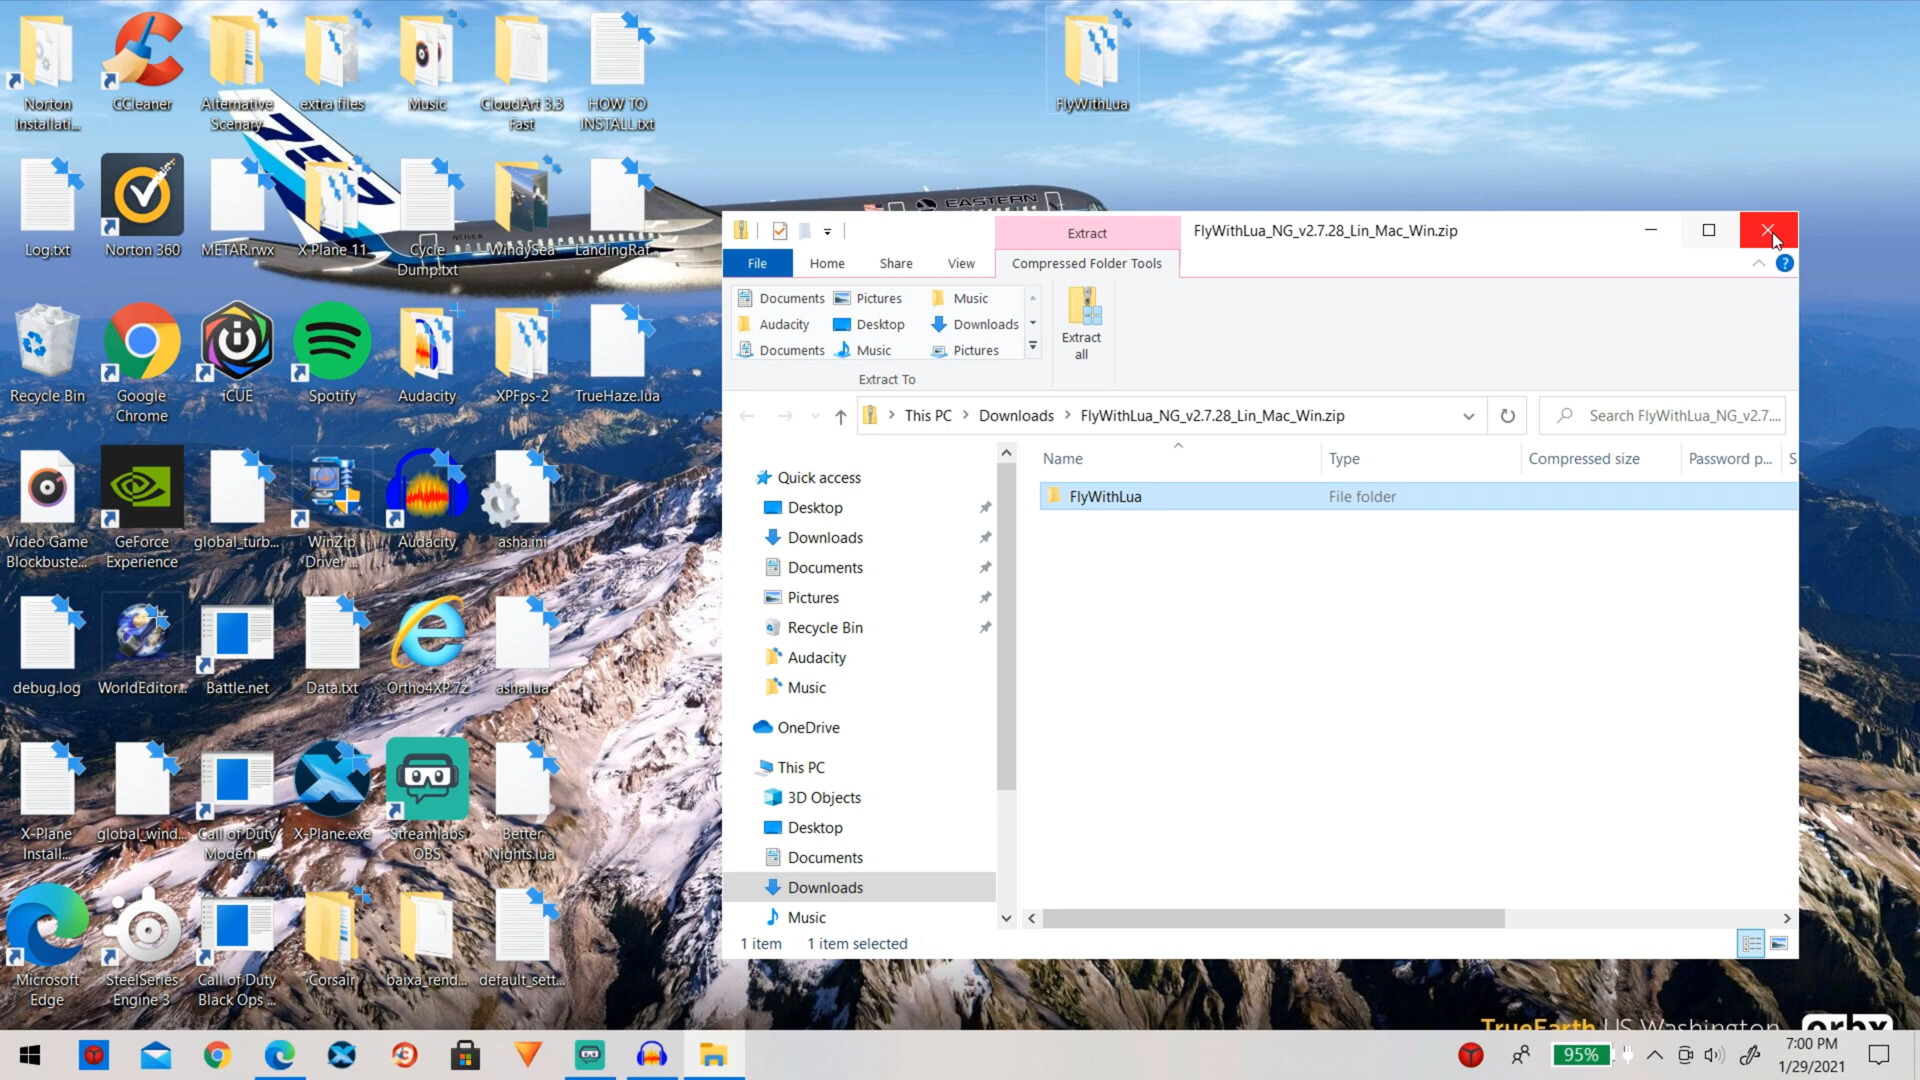 Norton
Installati...
CCleaner
Alternative
Scenary
extra files
Music
CloudArt 3.3
Fast
HOW TO
INSTALL.txt
FlyWithLua
Log.txt
Norton 360
METAR.rwx
X-Plane 11...
Cycle
Dump.txt
WindySea
LandingRat...
EASTERN
Recycle Bin
Google
Chrome
iCUE
Spotify
Audacity
XPFps-2
TrueHaze.lua
Video Game
Blockbuste...
GeForce
Experience
global_turb...
WinZip
Driver ...
Audacity
asha.ini
debug.log
WorldEditor...
Battle.net
Data.txt
Ortho4XP.7z
asha.lua
X-Plane
Install...
global_wind...
Call of Duty
Modern ...
X-Plane.exe
Streamlabs
OBS
Better
Nights.lua
Microsoft
Edge
SteelSeries
Engine 3
Call of Duty
Black Ops ...
Corsair
baixa_rend...
default_sett...
Extract
FlyWithLua_NG_v2.7.28_Lin_Mac_Win.zip
File
Home
Share
View
Compressed Folder Tools
Documents
Pictures
Music
Audacity
Desktop
Downloads
Documents
Music
Pictures
Extract To
Extract
all
This PC > Downloads > FlyWithLua_NG_v2.7.28_Lin_Mac_Win.zip
Search FlyWithLua_NG_v2.7....
Name
Type
Compressed size
Password p...
S
FlyWithLua
File folder
Quick access
Desktop
Downloads
Documents
Pictures
Recycle Bin
Audacity
Music
OneDrive
This PC
3D Objects
Desktop
Documents
Downloads
Music
1 item
1 item selected
TrueEarth US Washington
orbx
95%
7:00 PM
1/29/2021